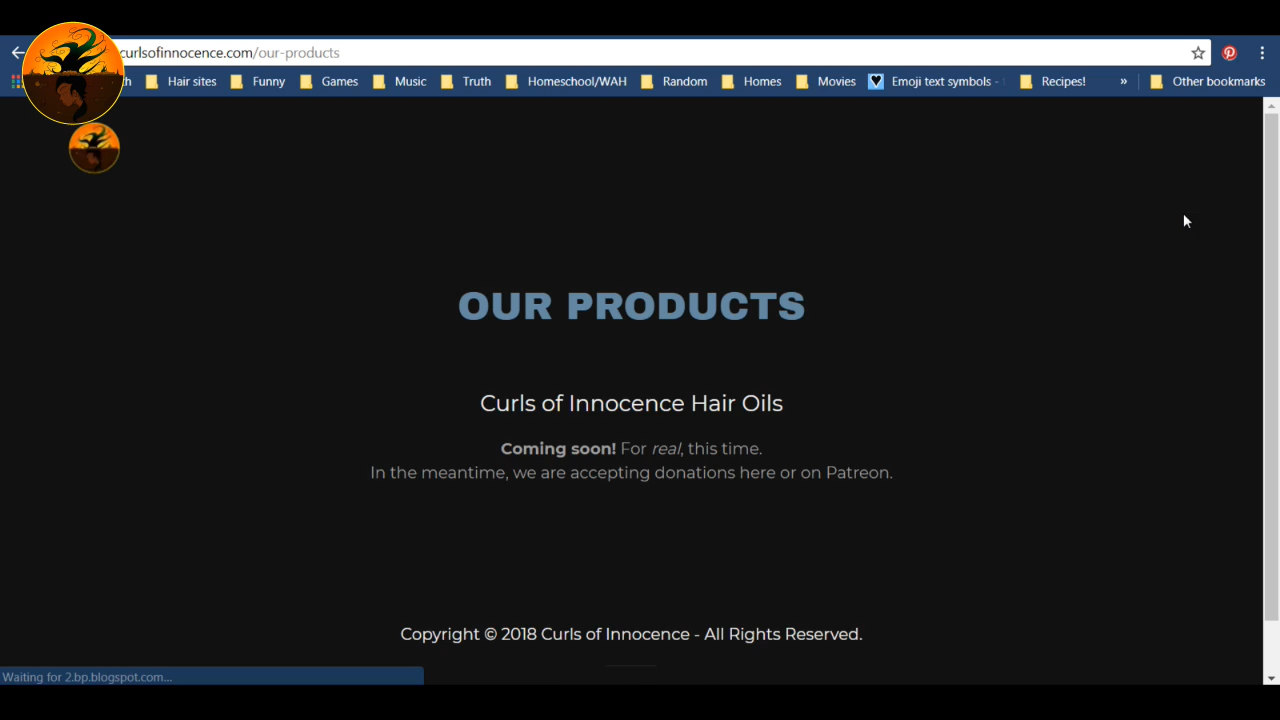 curlsofinnocence.com/our-products
Hair sites Funny Games Music Truth Homeschool/WAH Random Homes Movies Emoji text symbols - Recipes! » Other bookmarks
OUR PRODUCTS
Curls of Innocence Hair Oils
Coming soon! For real, this time.
In the meantime, we are accepting donations here or on Patreon.
Copyright © 2018 Curls of Innocence - All Rights Reserved.
Waiting for 2.bp.blogspot.com...